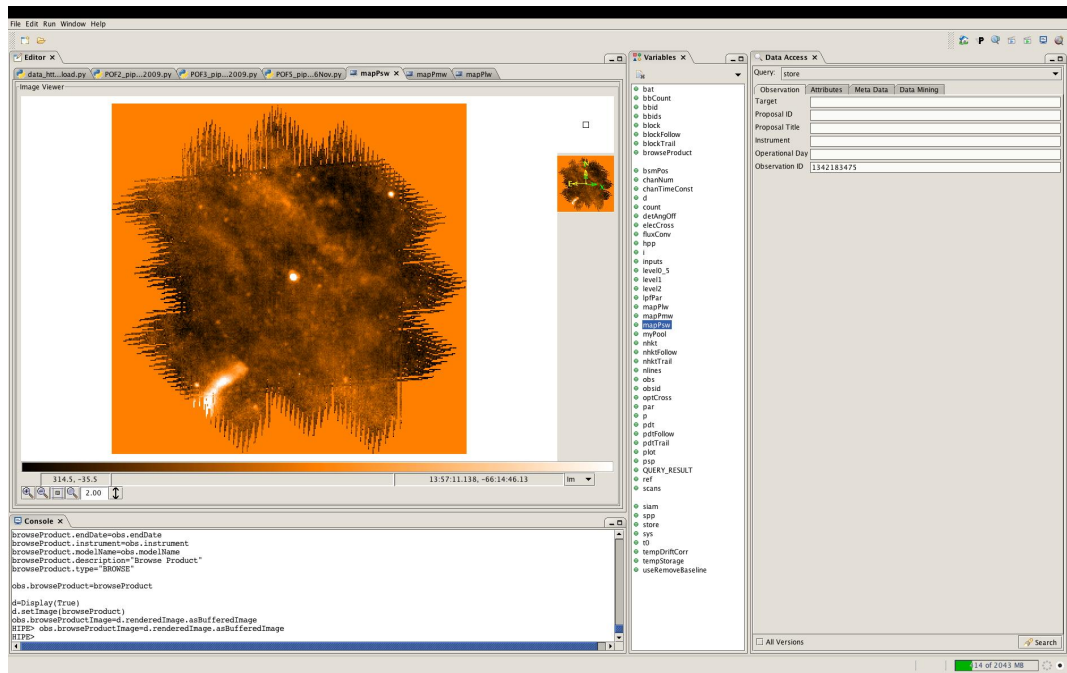 File Edit Run Window Help
Editor ×
data_htt...load.py POF2_pip...2009.py POF3_pip...2009.py POF5_pip...6Nov.py mapPsw × mapPmw mapPlw
Image Viewer
314.5, -35.5
13:57:11.138, -66:14:46.13
Im
2.00
Console ×
browseProduct.endDate=obs.endDate
browseProduct.instrument=obs.instrument
browseProduct.modelName=obs.modelName
browseProduct.description="Browse Product"
browseProduct.type="BROWSE"
obs.browseProduct=browseProduct
d=Display(True)
d.setImage(browseProduct)
obs.browseProductImage=d.renderedImage.asBufferedImage
HIPE> obs.browseProductImage=d.renderedImage.asBufferedImage
HIPE>
Variables ×
bat
bbCount
bbid
bbids
block
blockFollow
blockTrail
browseProduct
bsmPos
chanNum
chanTimeConst
d
count
detAngOff
elecCross
fluxConv
hpp
i
inputs
level0_5
level1
level2
lpfPar
mapPlw
mapPmw
mapPsw
myPool
nhkt
nhktFollow
nhktTrail
nlines
obs
obsid
optCross
par
p
pdt
pdtFollow
pdtTrail
plot
psp
QUERY_RESULT
ref
scans
siam
spp
store
sys
t0
tempDriftCorr
tempStorage
useRemoveBaseline
Data Access ×
Query: store
Observation Attributes Meta Data Data Mining
Target
Proposal ID
Proposal Title
Instrument
Operational Day
Observation ID 1342183475
All Versions
Search
of 2043 MB